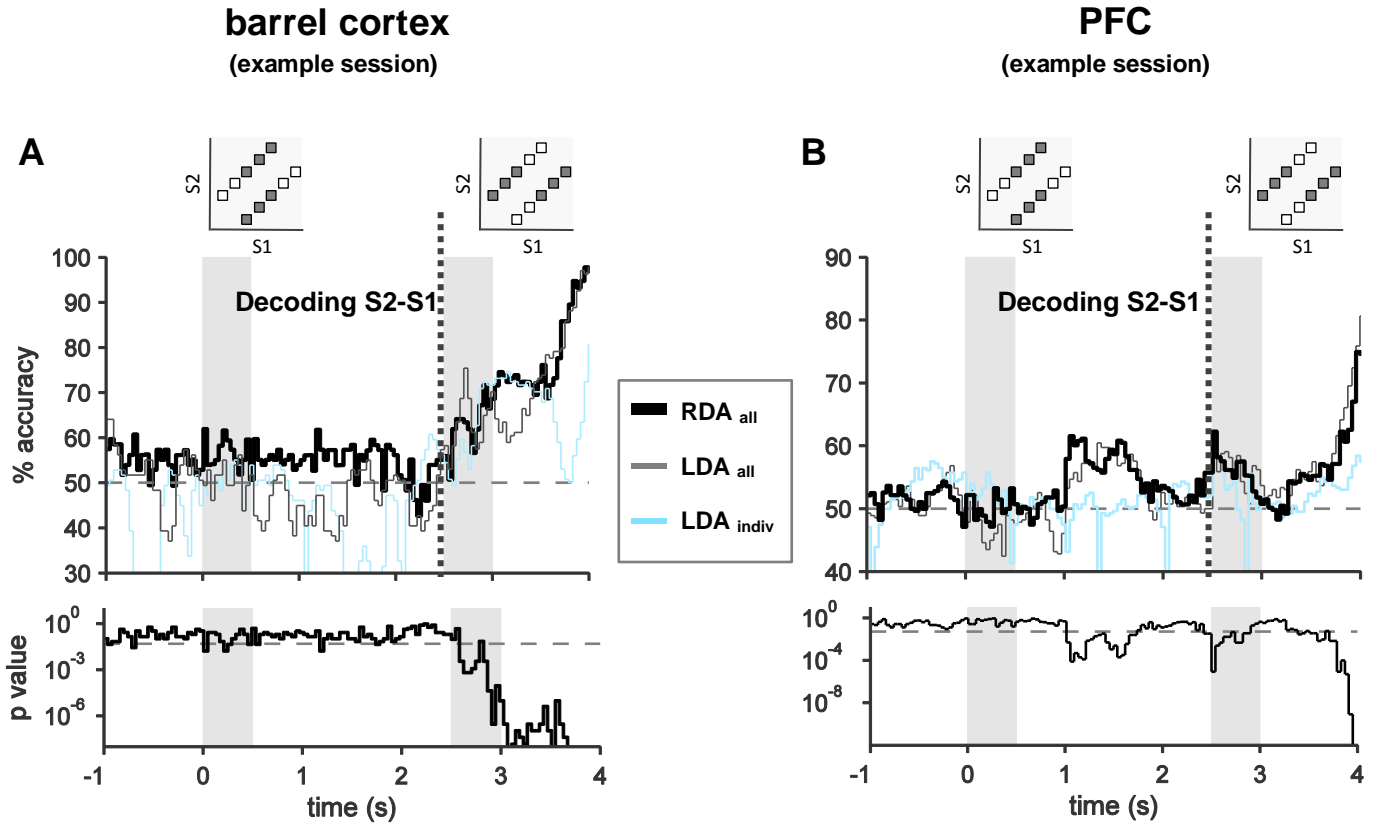 barrel cortex
(example session)
PFC
(example session)
A
S2
S1
S2
S1
B
S2
S1
S2
S1
100
90
80
70
60
50
40
30
% accuracy
Decoding S2-S1
RDA all
LDA all
LDA indiv
90
80
70
60
50
40
Decoding S2-S1
10^0
10^-3
10^-6
p value
-1 0 1 2 3 4
time (s)
10^0
10^-4
10^-8
-1 0 1 2 3 4
time (s)